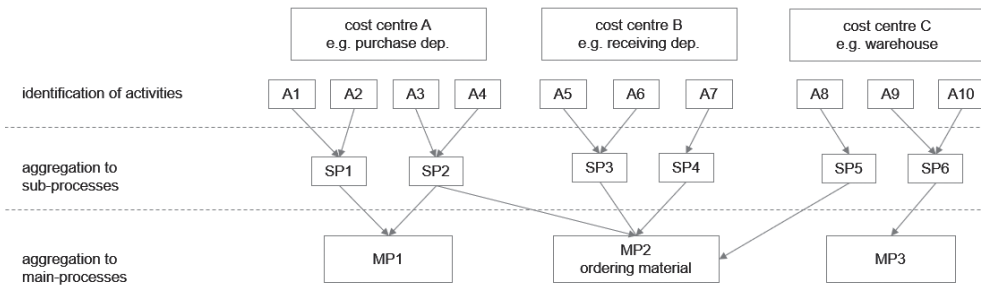 cost centre A
e.g. purchase dep.
cost centre B
e.g. receiving dep.
cost centre C
e.g. warehouse
identification of activities
A1
A2
A3
A4
A5
A6
A7
A8
A9
A10
aggregation to
sub-processes
SP1
SP2
SP3
SP4
SP5
SP6
aggregation to
main-processes
MP1
MP2
ordering material
MP3